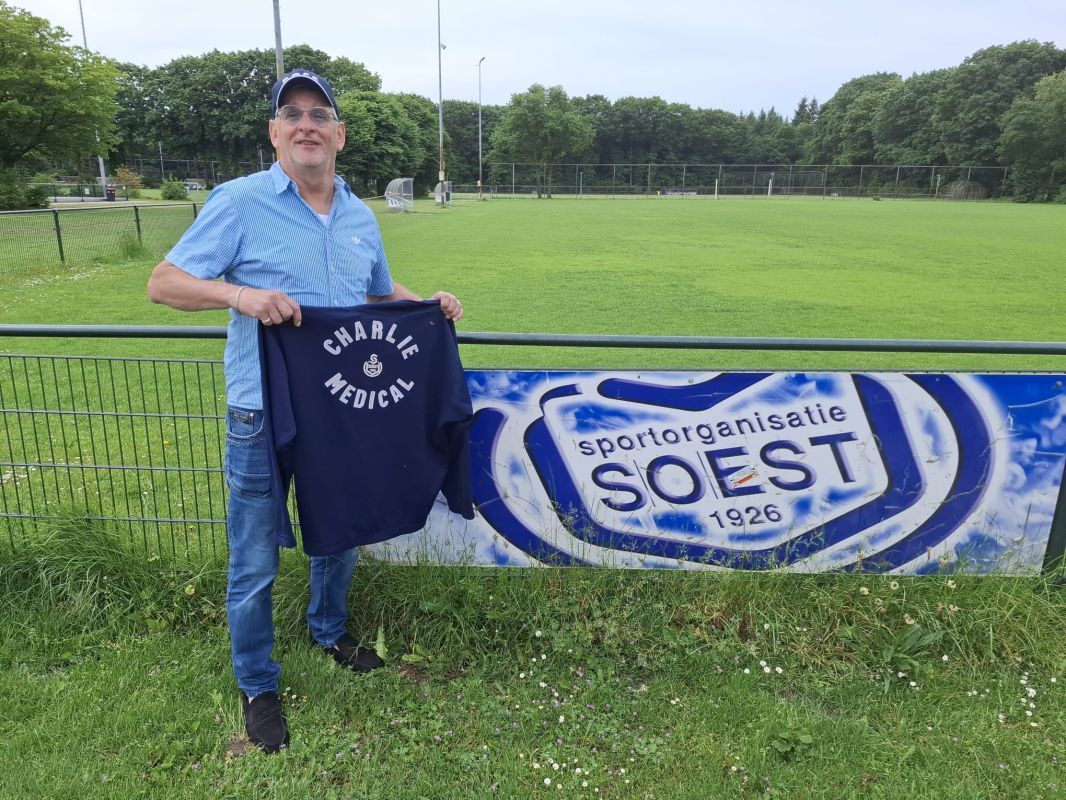 CHARLIE
MEDICAL
sportorganisatie
SOEST
1926